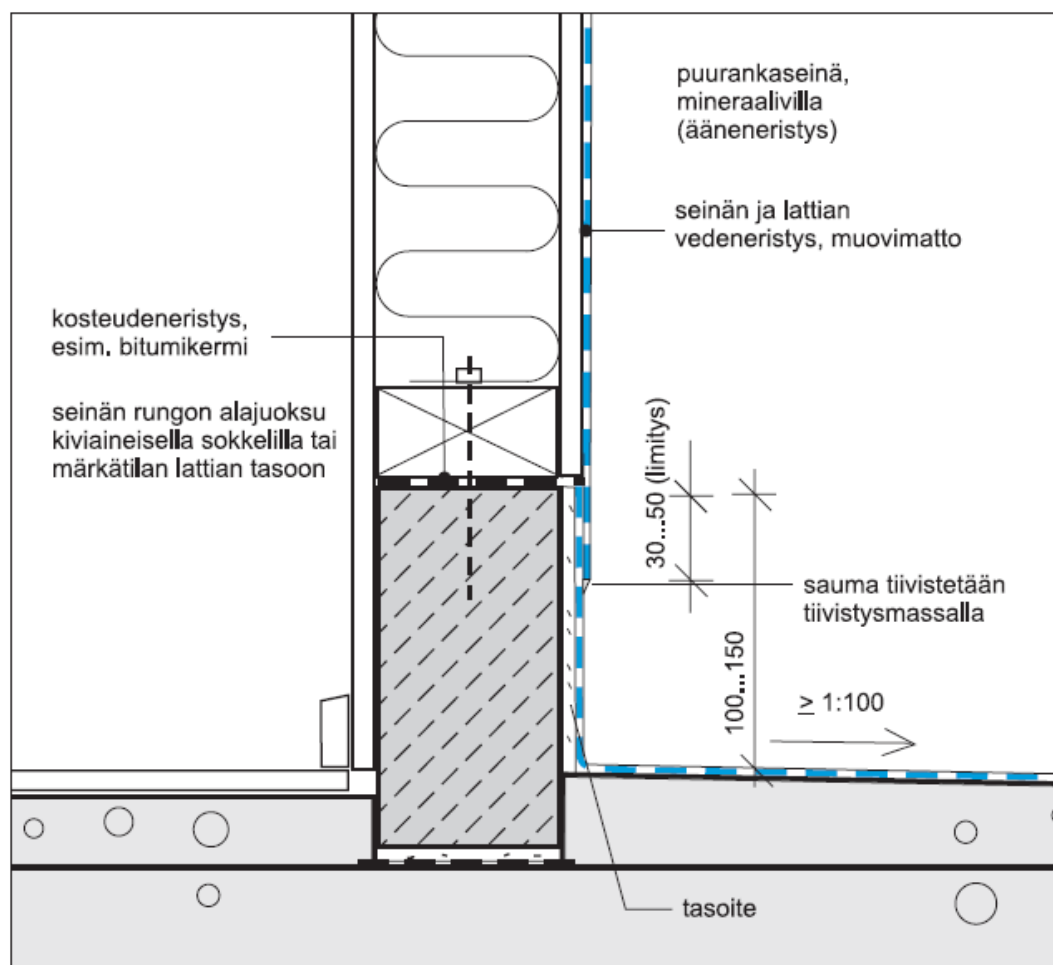 puurankaseinä,
mineraalivilla
(ääneneristys)
seinän ja lattian
vedeneristys, muovimatto
kosteudeneristys,
esim. bitumikermi
seinän rungon alajuoksu
kiviaineisella sokkelilla tai
märkätilan lattian tasoon
30...50 (limitys)
sauma tiivistetään
tiivistysmassalla
100...150
≥ 1:100
tasoite